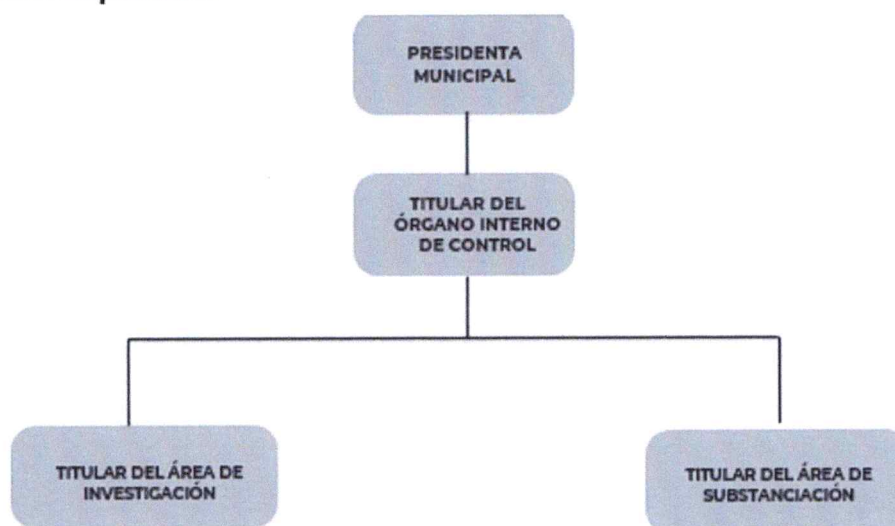 PRESIDENTA
MUNICIPAL
TITULAR DEL
ÓRGANO INTERNO
DE CONTROL
TITULAR DEL ÁREA DE
INVESTIGACIÓN
TITULAR DEL ÁREA DE
SUBSTANCIACIÓN